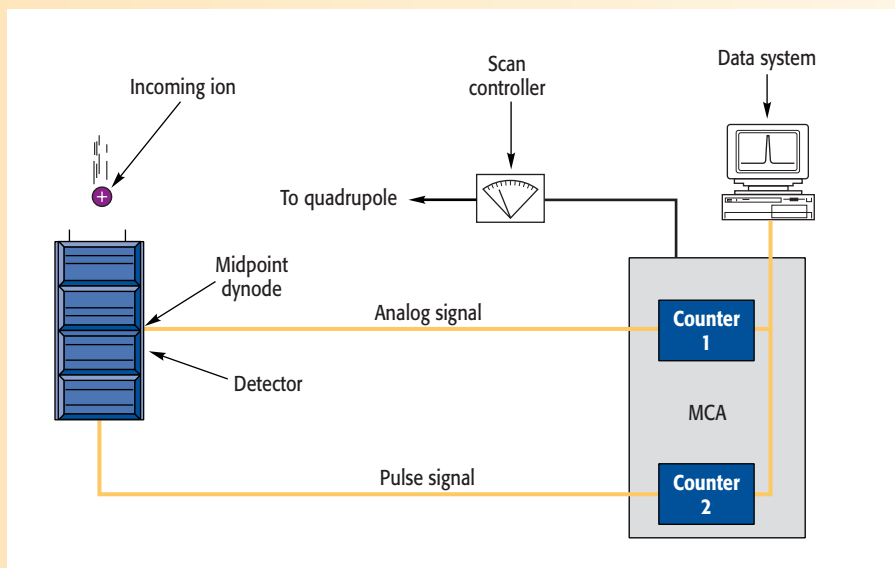 Incoming ion
Scan
controller
Data system
+
To quadrupole
Midpoint
dynode
Analog signal
Counter
1
Detector
MCA
Pulse signal
Counter
2